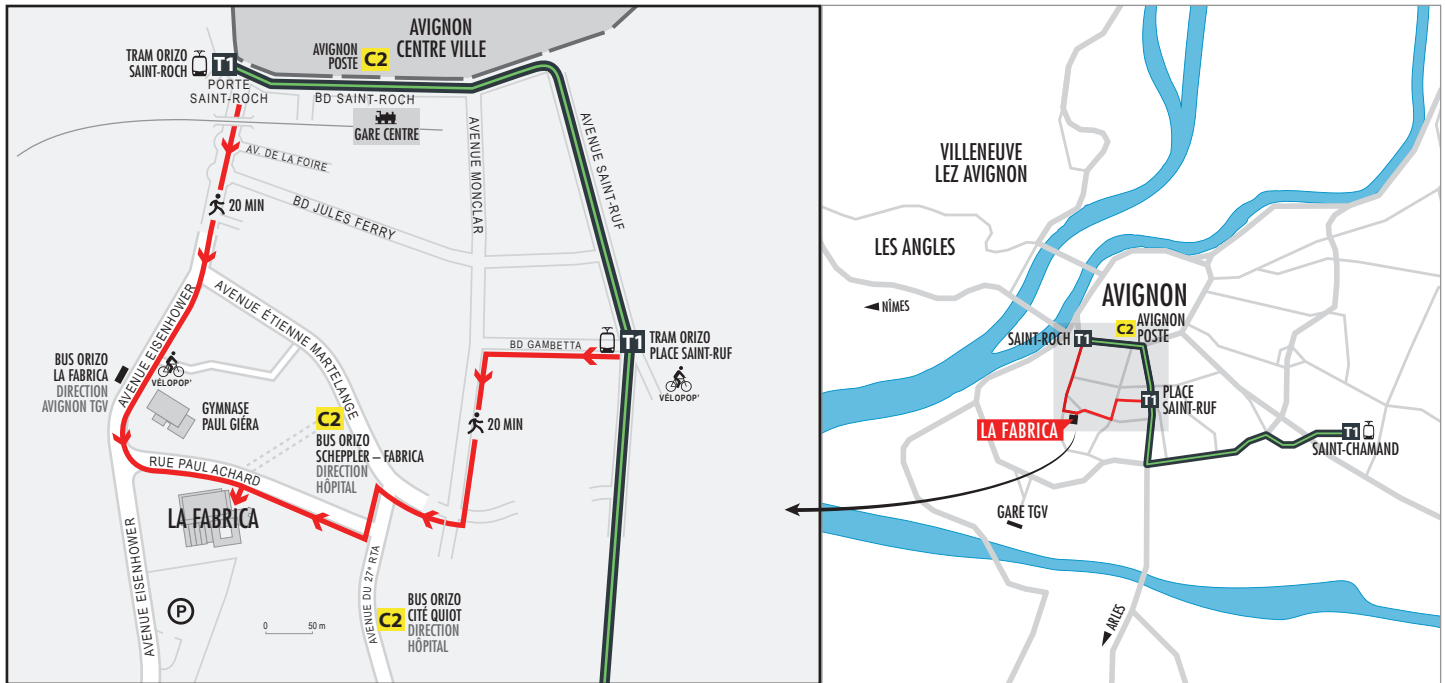 AVIGNON
CENTRE VILLE
AVIGNON
POSTE
C2
TRAM ORIZO
SAINT-ROCH
T1
PORTE
SAINT-ROCH
BD SAINT-ROCH
GARE CENTRE
AVENUE MONCLAR
AVENUE SAINT-RUF
AV. DE LA FOIRE
20 MIN
BD JULES FERRY
AVENUE ÉTIENNE MARTELANGE
AVENUE EISENHOWER
BD GAMBETTA
T1
TRAM ORIZO
PLACE SAINT-RUF
VÉLOPOP'
BUS ORIZO
LA FABRICA
DIRECTION
AVIGNON TGV
VÉLOPOP'
GYMNASE
PAUL GIÉRA
C2
BUS ORIZO
SCHEPPLER – FABRICA
DIRECTION
HÔPITAL
20 MIN
RUE PAUL ACHARD
LA FABRICA
AVENUE EISENHOWER
P
0 50 m
AVENUE DU 27ᵉ RTA
C2
BUS ORIZO
CITÉ QUIOT
DIRECTION
HÔPITAL
VILLENEUVE
LEZ AVIGNON
LES ANGLES
NÎMES
AVIGNON
SAINT-ROCH
T1
C2
AVIGNON
POSTE
T1
PLACE
SAINT-RUF
LA FABRICA
T1
SAINT-CHAMAND
GARE TGV
ARLES